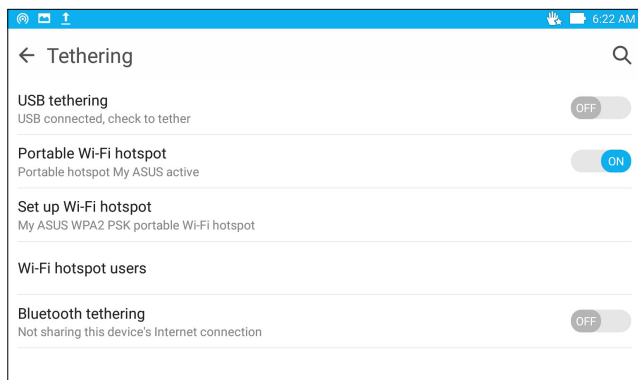 6:22 AM
Tethering
USB tethering
OFF
USB connected, check to tether
Portable Wi-Fi hotspot
ON
Portable hotspot My ASUS active
Set up Wi-Fi hotspot
My ASUS WPA2 PSK portable Wi-Fi hotspot
Wi-Fi hotspot users
Bluetooth tethering
OFF
Not sharing this device's Internet connection